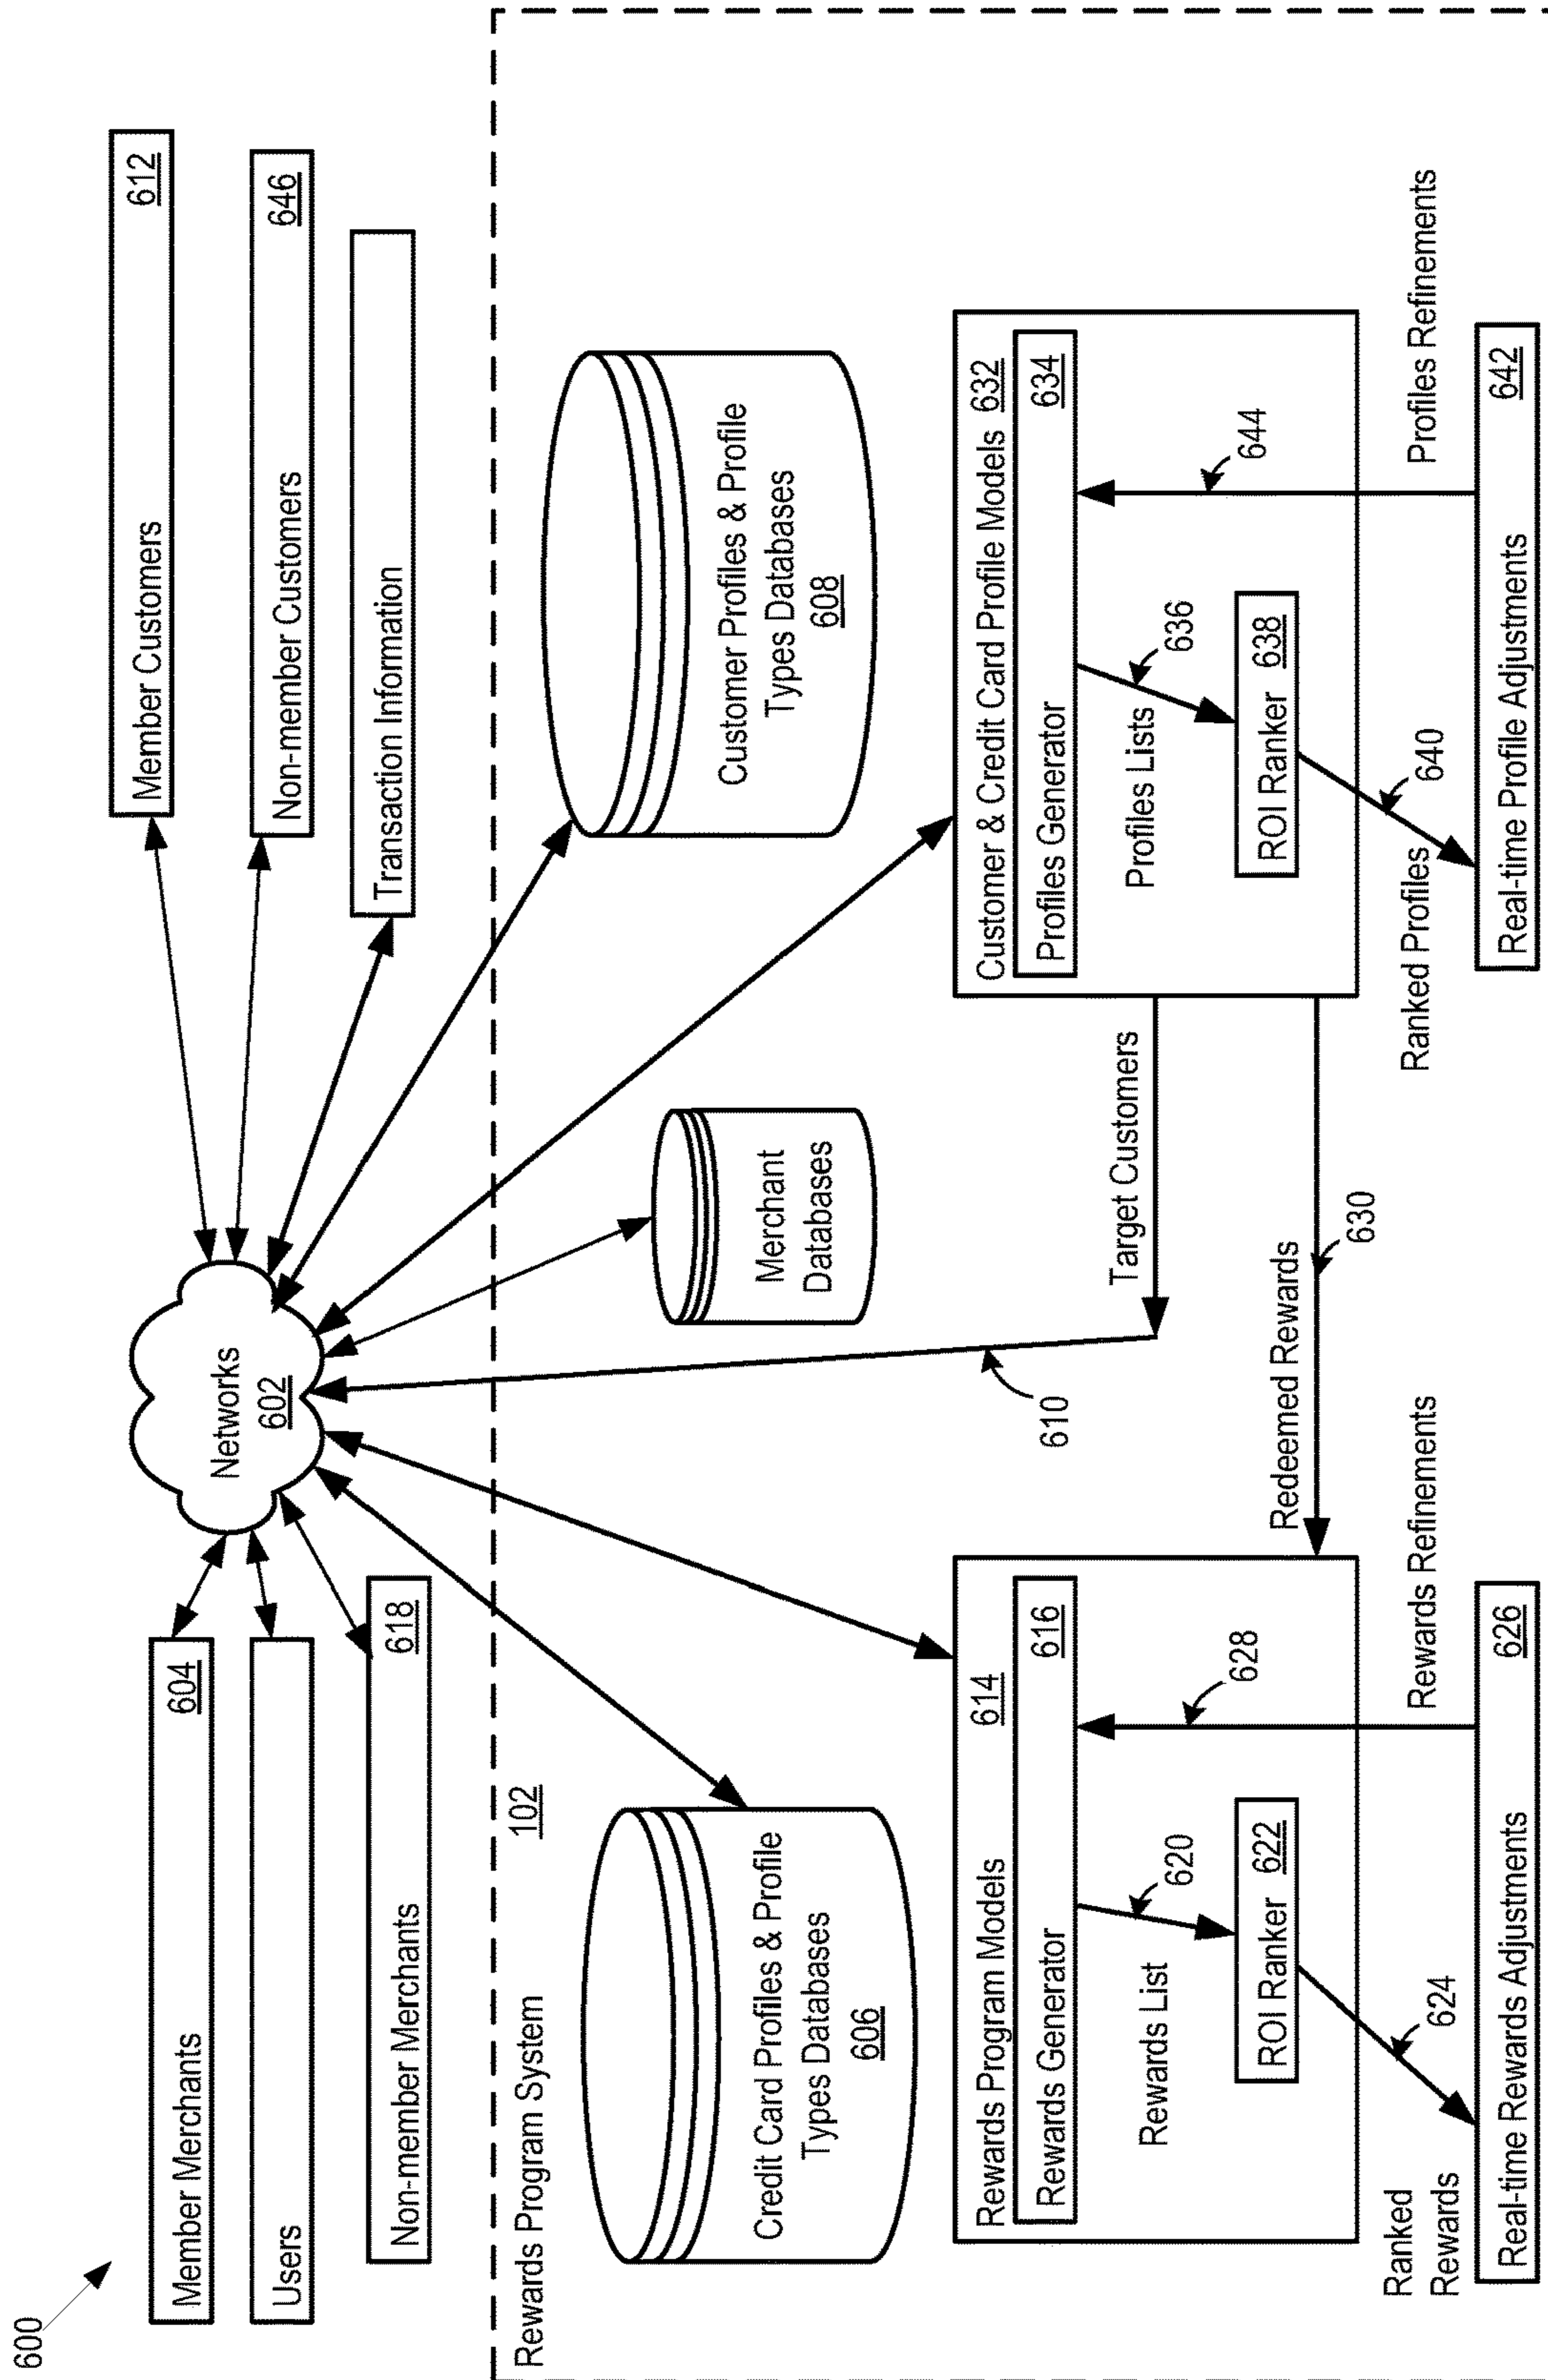 600
Member Merchants 604
Users
Non-member Merchants 618
Networks
602
Member Customers 612
Non-member Customers 646
Transaction Information
Rewards Program System 102
Credit Card Profiles & Profile
Types Databases
606
Merchant
Databases
Customer Profiles & Profile
Types Databases
608
Rewards Program Models 614
Rewards Generator 616
Rewards List
620
628
ROI Ranker 622
624
Ranked
Rewards
Rewards Refinements
Real-time Rewards Adjustments 626
610
Target Customers
Redeemed Rewards
630
Customer & Credit Card Profile Models 632
Profiles Generator 634
Profiles Lists
636
644
ROI Ranker 638
640
Ranked Profiles
Profiles Refinements
Real-time Profile Adjustments 642